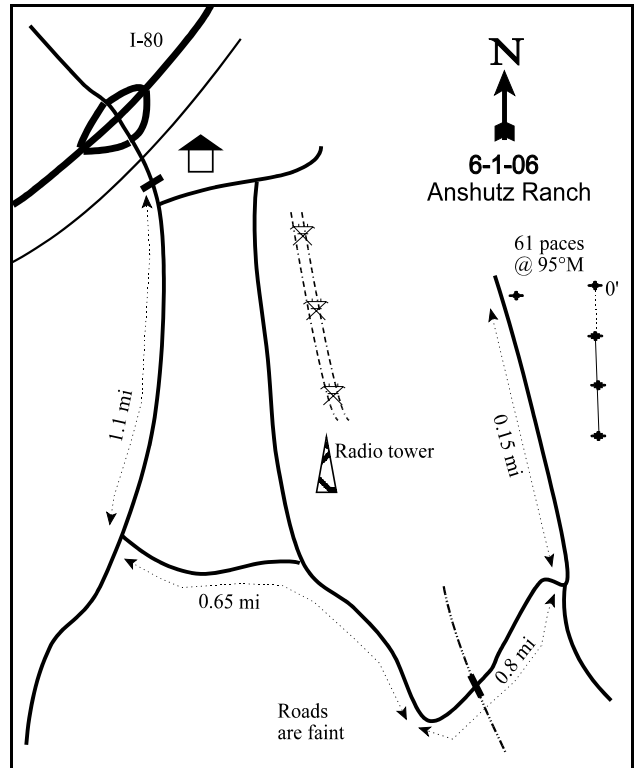 I-80
N
6-1-06
Anshutz Ranch
61 paces
@ 95°M
0'
1.1 mi
Radio tower
0.15 mi
0.65 mi
0.8 mi
Roads
are faint